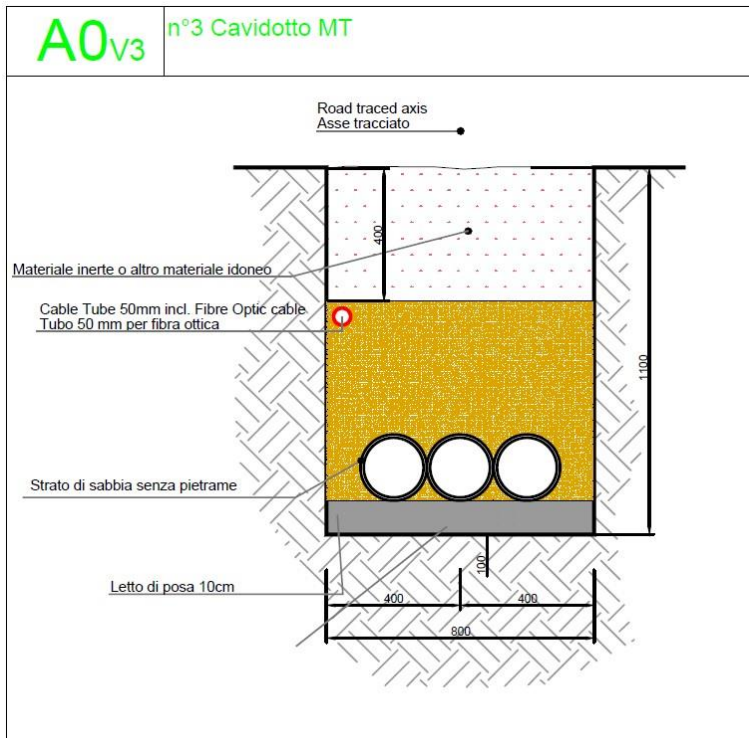 A0V3
n°3 Cavidotto MT
Road traced axis
Asse tracciato
400
Materiale inerte o altro materiale idoneo
Cable Tube 50mm incl. Fibre Optic cable
Tubo 50 mm per fibra ottica
1100
Strato di sabbia senza pietrame
100
Letto di posa 10cm
400
400
800